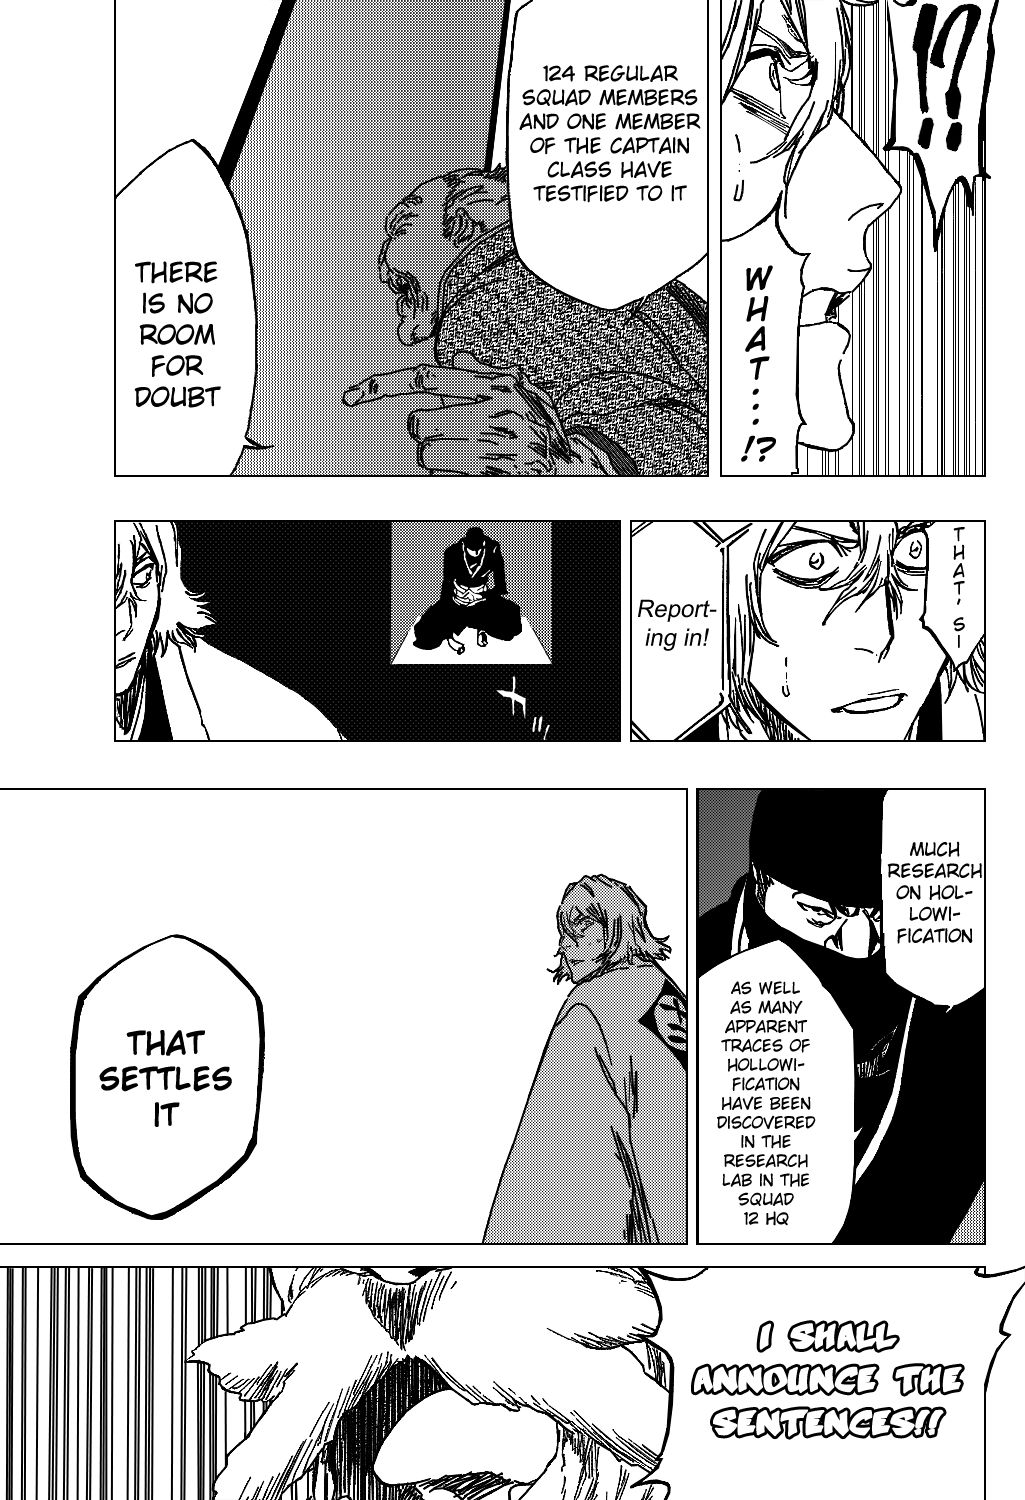 !?
WHAT...!?
124 REGULAR
SQUAD MEMBERS
AND ONE MEMBER
OF THE CAPTAIN
CLASS HAVE
TESTIFIED TO IT
THERE
IS NO
ROOM
FOR
DOUBT
THAT'S-
Report-
ing in!
MUCH
RESEARCH
ON HOL-
LOWI-
FICATION
AS WELL
AS MANY
APPARENT
TRACES OF
HOLLOWI-
FICATION
HAVE BEEN
DISCOVERED
IN THE
RESEARCH
LAB IN THE
SQUAD
12 HQ
THAT
SETTLES
IT
I SHALL
ANNOUNCE THE
SENTENCES!!